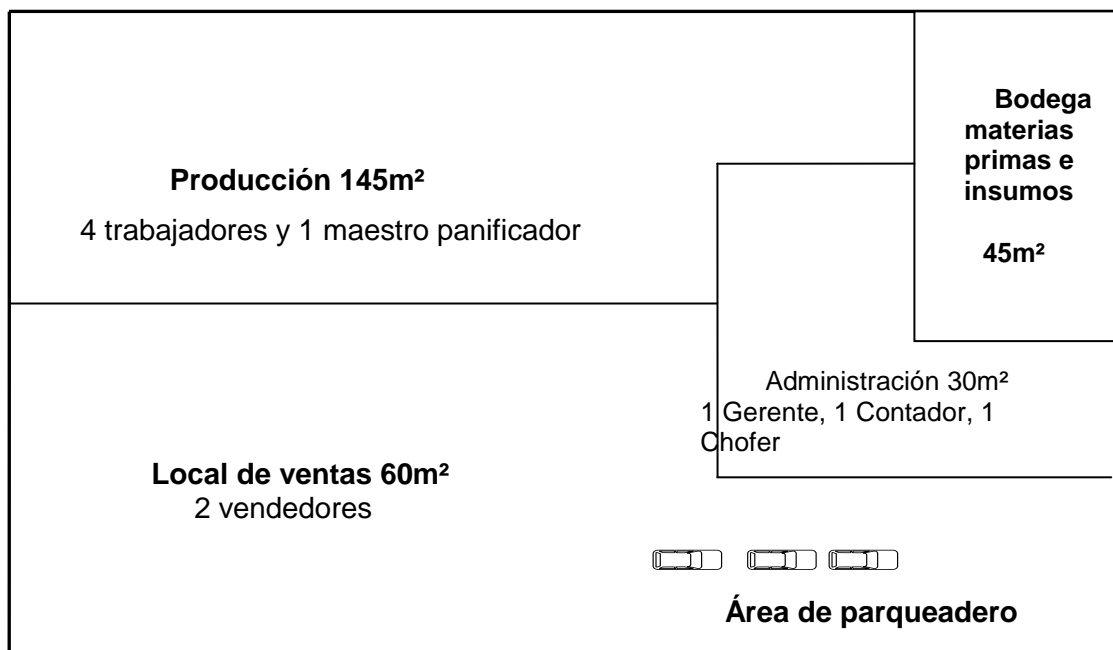 Bodega
materias
primas e
insumos
45m²
Producción 145m²
4 trabajadores y 1 maestro panificador
Administración 30m²
1 Gerente, 1 Contador, 1
Chofer
Local de ventas 60m²
2 vendedores
Área de parqueadero